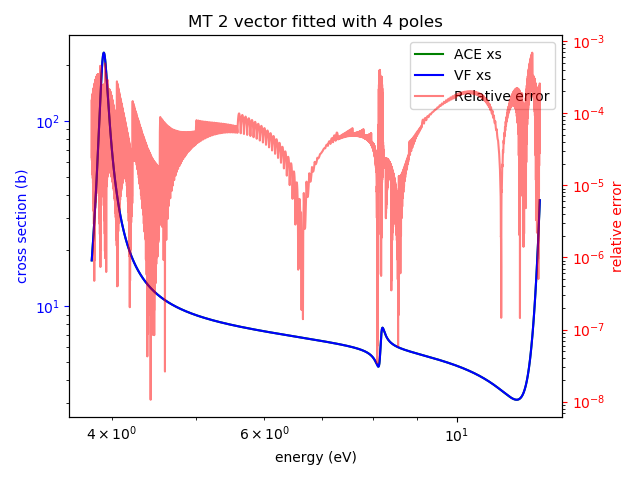 MT 2 vector fitted with 4 poles
ACE xs
VF xs
Relative error
cross section (b)
10²
10¹
relative error
10⁻³
10⁻⁴
10⁻⁵
10⁻⁶
10⁻⁷
10⁻⁸
4 × 10⁰
6 × 10⁰
10¹
energy (eV)